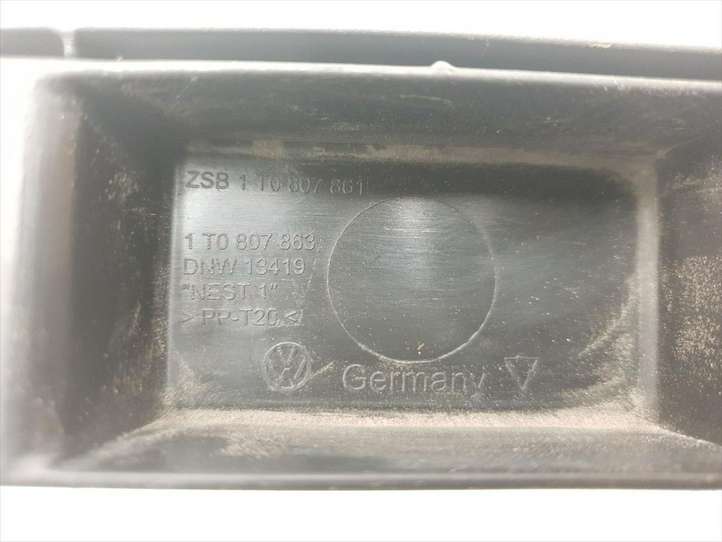 ZSB 1 T0 807 861
1 T0 807 863
DNW 13419
"NEST 1"
>PP-T20<
Germany